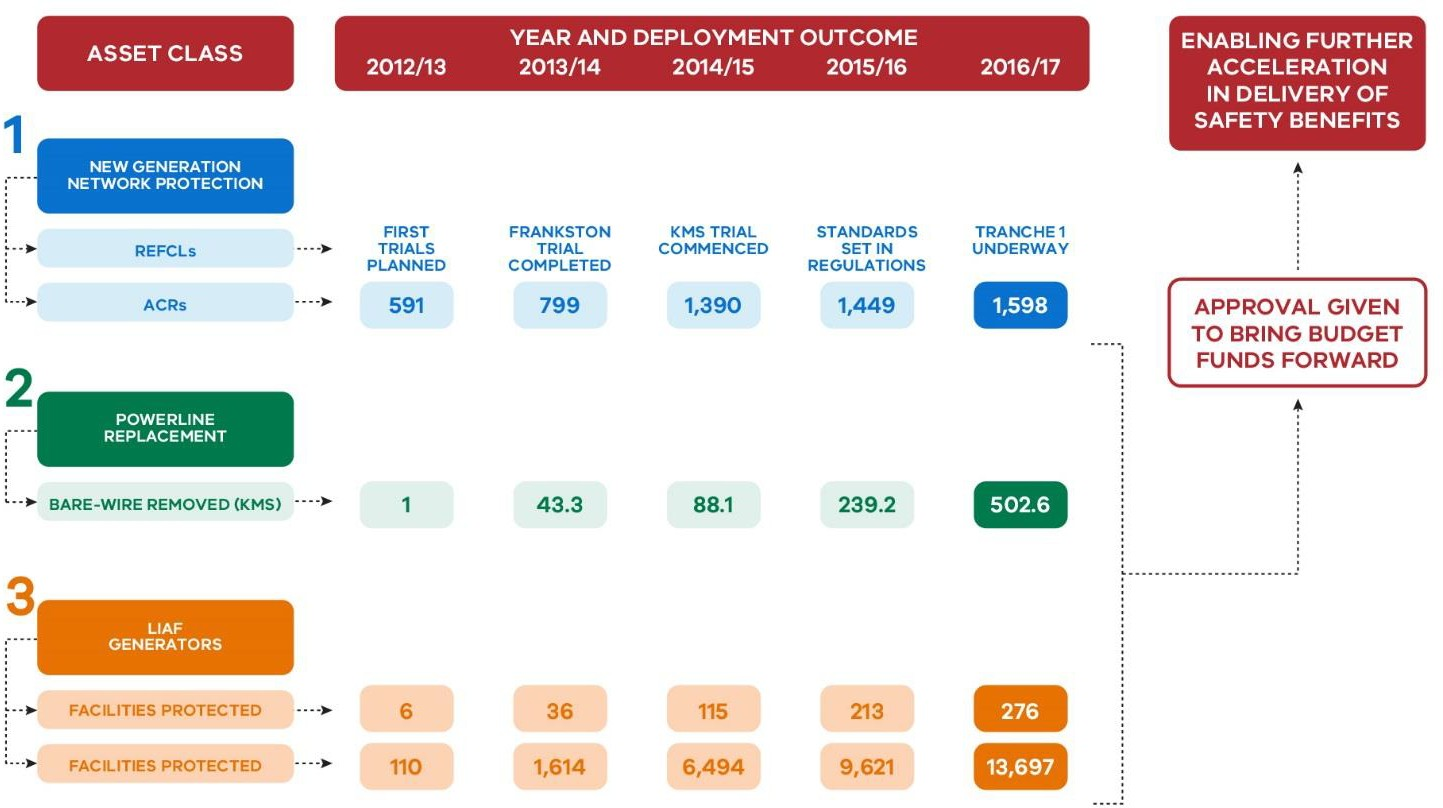 ASSET CLASS
YEAR AND DEPLOYMENT OUTCOME
2012/13 2013/14 2014/15 2015/16 2016/17
ENABLING FURTHER
ACCELERATION
IN DELIVERY OF
SAFETY BENEFITS
1
NEW GENERATION
NETWORK PROTECTION
REFCLs
FIRST
TRIALS
PLANNED
FRANKSTON
TRIAL
COMPLETED
KMS TRIAL
COMMENCED
STANDARDS
SET IN
REGULATIONS
TRANCHE 1
UNDERWAY
ACRs
591 799 1,390 1,449 1,598
APPROVAL GIVEN
TO BRING BUDGET
FUNDS FORWARD
2
POWERLINE
REPLACEMENT
BARE-WIRE REMOVED (KMS)
1 43.3 88.1 239.2 502.6
3
LIAF
GENERATORS
FACILITIES PROTECTED
6 36 115 213 276
FACILITIES PROTECTED
110 1,614 6,494 9,621 13,697